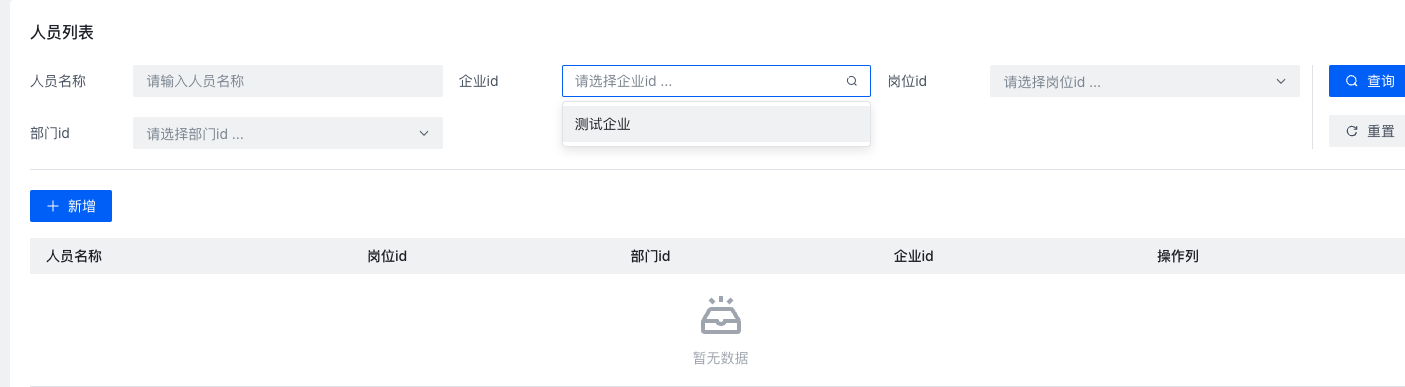 人员列表
人员名称 请输入人员名称 企业id 请选择企业id ... 岗位id 请选择岗位id ... 查询
部门id 请选择部门id ... 测试企业 重置
新增
人员名称 岗位id 部门id 企业id 操作列
暂无数据